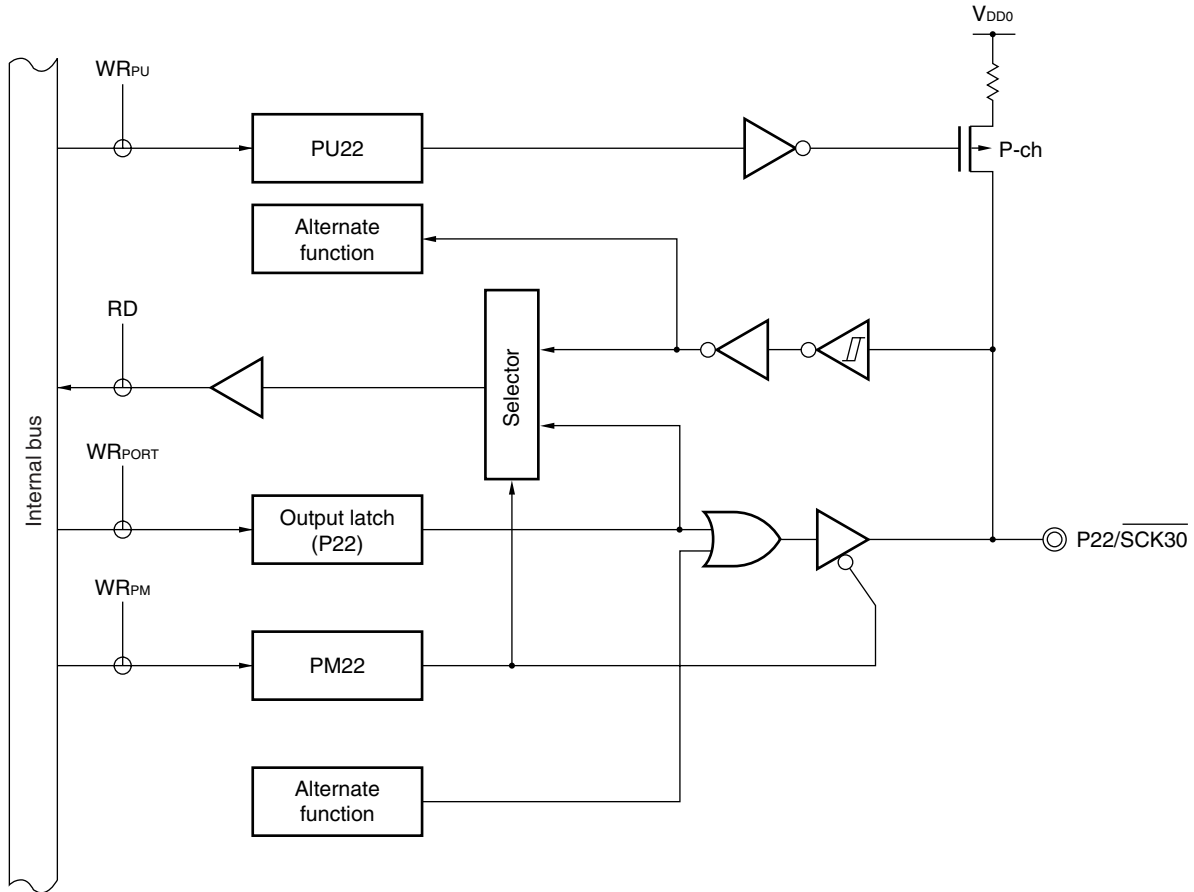 VDD0
WRPU
PU22
P-ch
Alternate
function
RD
Selector
Internal bus
WRPORT
Output latch
(P22)
P22/SCK30
WRPM
PM22
Alternate
function